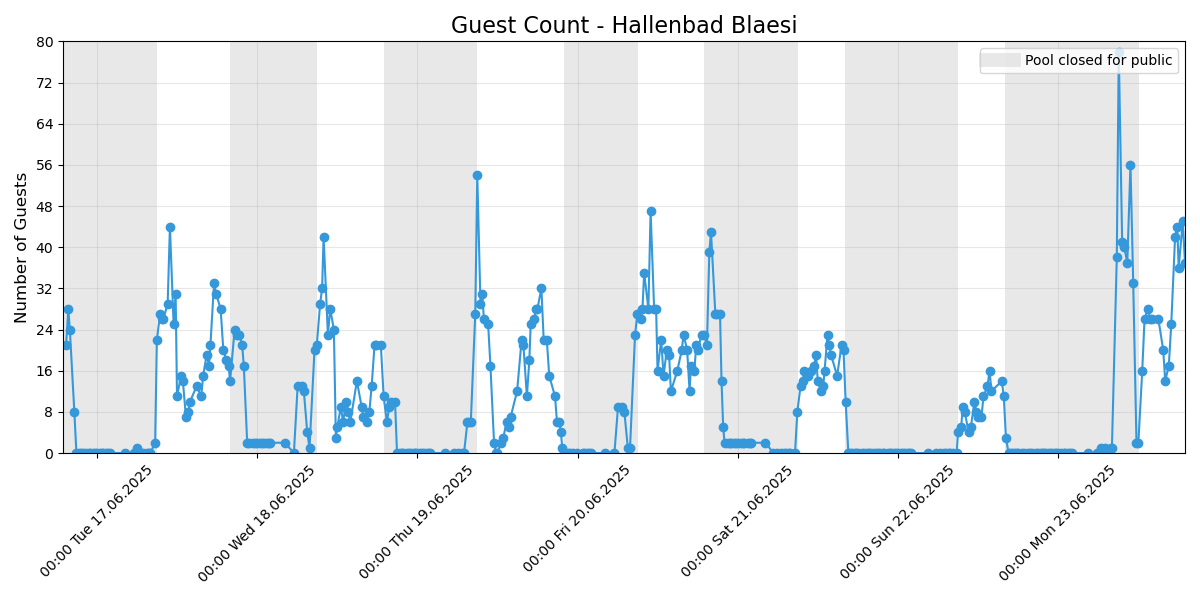 Guest Count - Hallenbad Blaesi
Pool closed for public
Number of Guests
80
72
64
56
48
40
32
24
16
8
0
00:00 Tue 17.06.2025
00:00 Wed 18.06.2025
00:00 Thu 19.06.2025
00:00 Fri 20.06.2025
00:00 Sat 21.06.2025
00:00 Sun 22.06.2025
00:00 Mon 23.06.2025